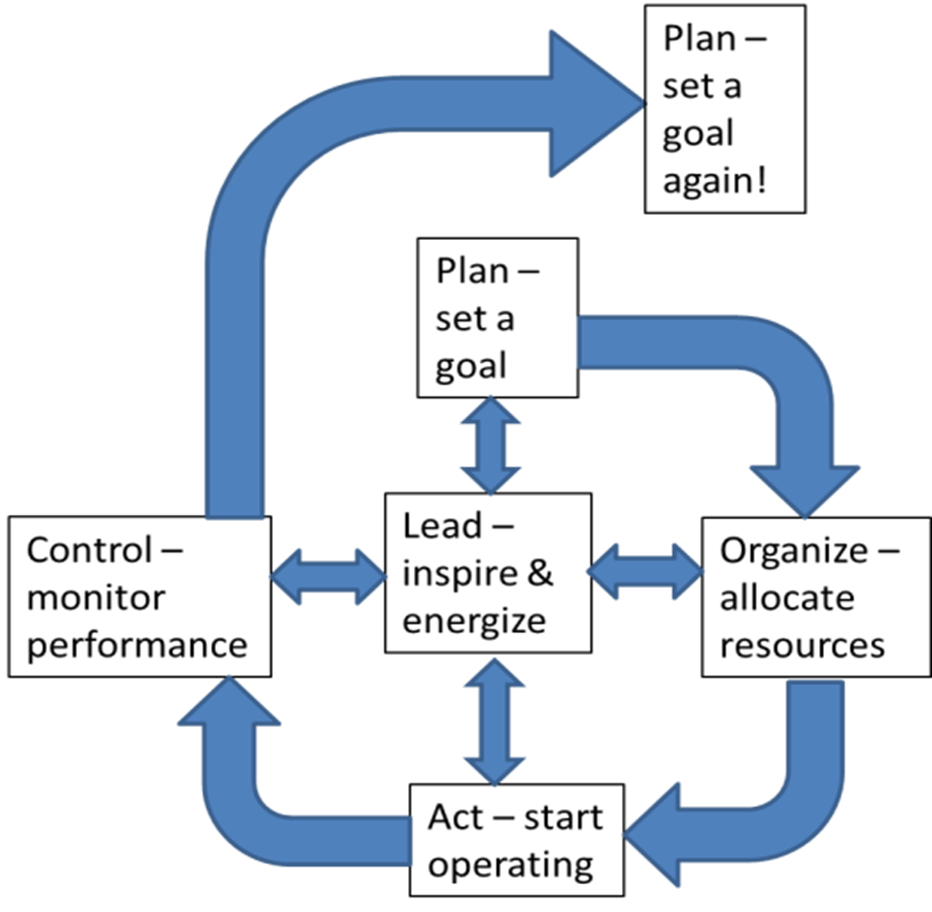 Plan –
set a
goal
again!
Plan –
set a
goal
Control –
monitor
performance
Lead –
inspire &
energize
Organize –
allocate
resources
Act – start
operating